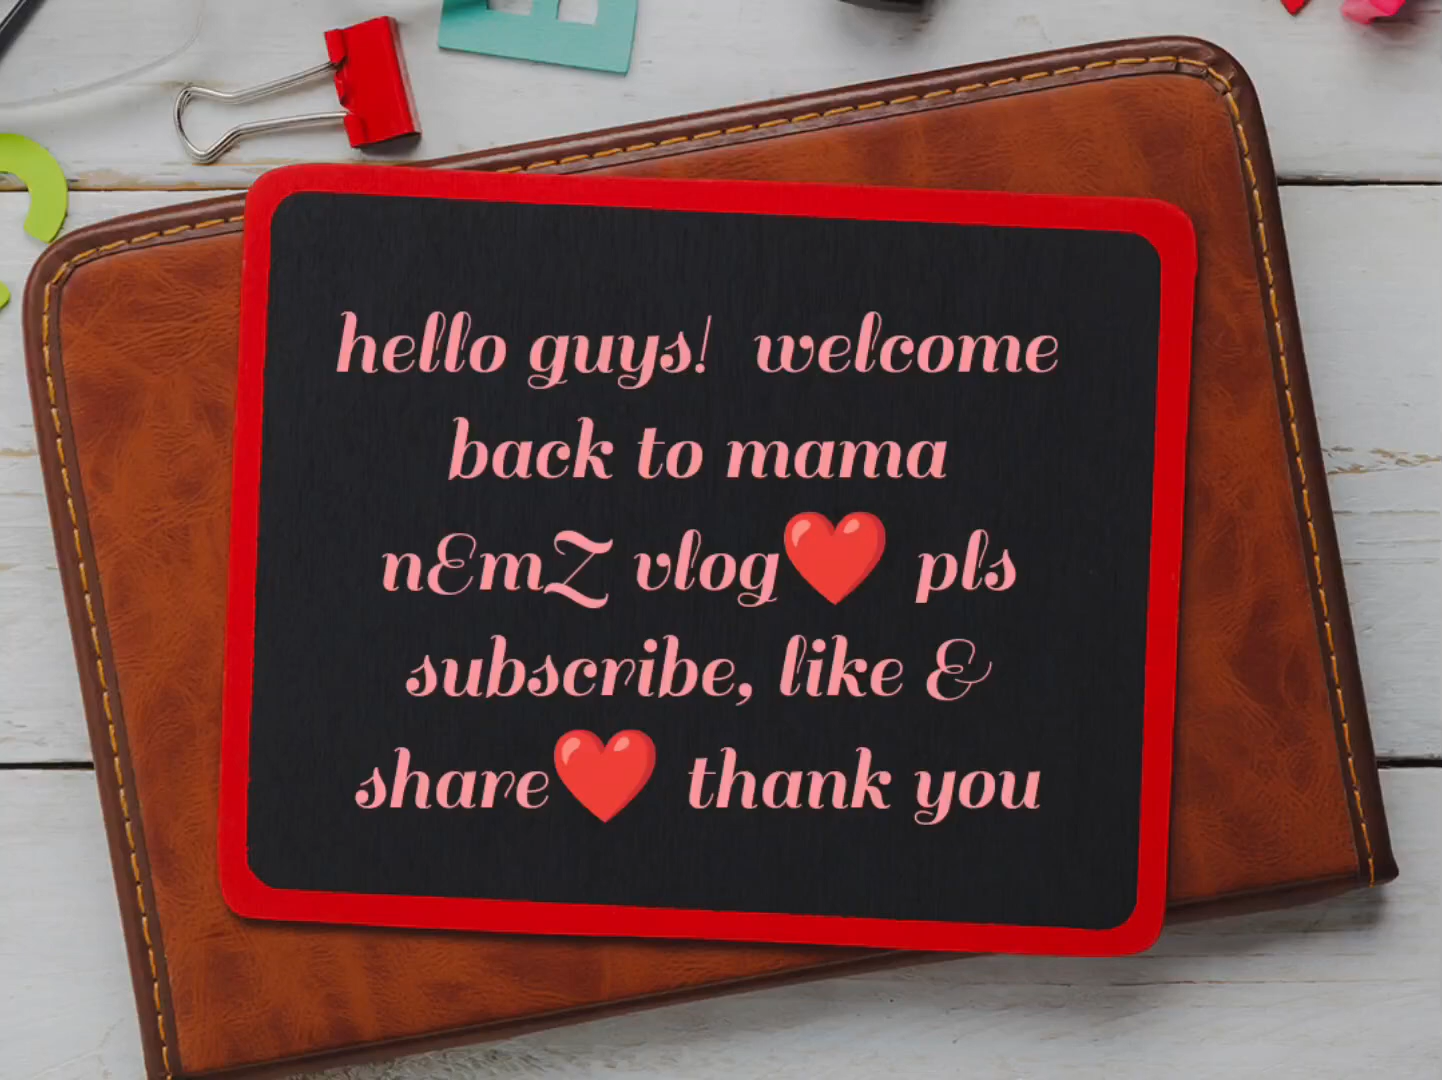 hello guys!  welcome
back to mama
nEmZ vlog❤️ pls
subscribe, like &
share❤️ thank you